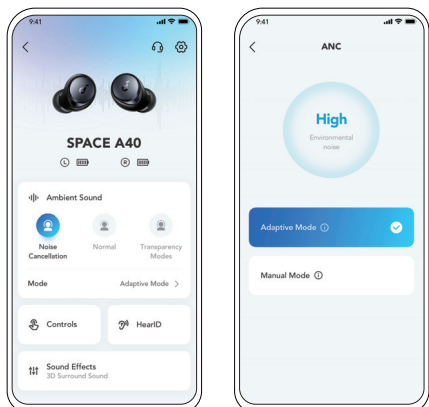 9:41
SPACE A40
L
R
Ambient Sound
Noise
Cancellation
Normal
Transparency
Modes
Mode
Adaptive Mode
Controls
HearID
Sound Effects
3D Surround Sound
9:41
ANC
High
Environmental
noise
Adaptive Mode
Manual Mode